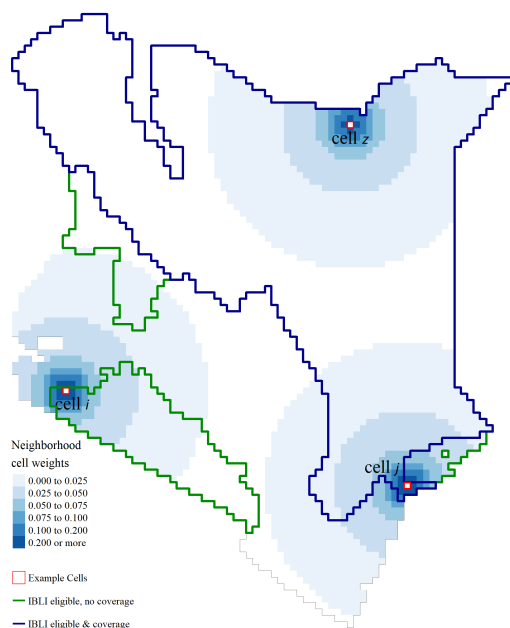 cell z
cell i
cell j
Neighborhood
cell weights
0.000 to 0.025
0.025 to 0.050
0.050 to 0.075
0.075 to 0.100
0.100 to 0.200
0.200 or more
Example Cells
IBLI eligible, no coverage
IBLI eligible & coverage